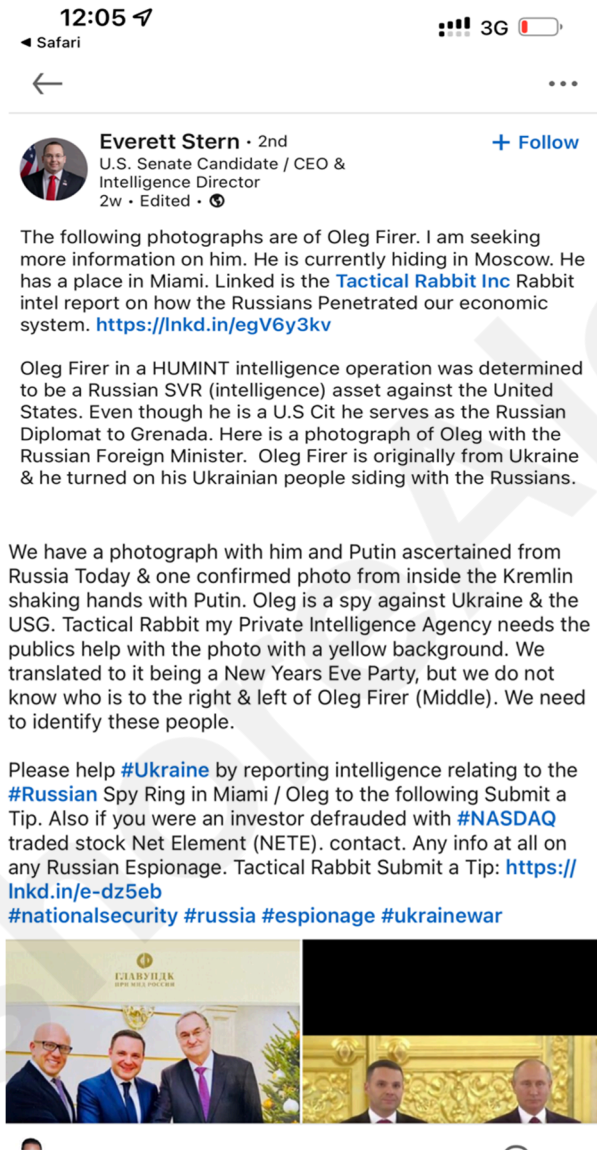 12:05
3G
◀ Safari
Everett Stern • 2nd
+ Follow
U.S. Senate Candidate / CEO &
Intelligence Director
2w • Edited •
The following photographs are of Oleg Firer. I am seeking
more information on him. He is currently hiding in Moscow. He
has a place in Miami. Linked is the Tactical Rabbit Inc Rabbit
intel report on how the Russians Penetrated our economic
system. https://lnkd.in/egV6y3kv
Oleg Firer in a HUMINT intelligence operation was determined
to be a Russian SVR (intelligence) asset against the United
States. Even though he is a U.S Cit he serves as the Russian
Diplomat to Grenada. Here is a photograph of Oleg with the
Russian Foreign Minister.  Oleg Firer is originally from Ukraine
& he turned on his Ukrainian people siding with the Russians.
We have a photograph with him and Putin ascertained from
Russia Today & one confirmed photo from inside the Kremlin
shaking hands with Putin. Oleg is a spy against Ukraine & the
USG. Tactical Rabbit my Private Intelligence Agency needs the
publics help with the photo with a yellow background. We
translated to it being a New Years Eve Party, but we do not
know who is to the right & left of Oleg Firer (Middle). We need
to identify these people.
Please help #Ukraine by reporting intelligence relating to the
#Russian Spy Ring in Miami / Oleg to the following Submit a
Tip. Also if you were an investor defrauded with #NASDAQ
traded stock Net Element (NETE). contact. Any info at all on
any Russian Espionage. Tactical Rabbit Submit a Tip: https://
lnkd.in/e-dz5eb
#nationalsecurity #russia #espionage #ukrainewar
ГЛАВУПДК
ПРИ МИД РОССИИ